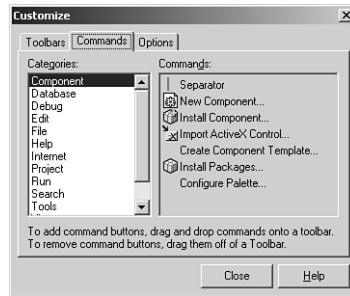 Customize
Toolbars Commands Options
Categories:
Component
Database
Debug
Edit
File
Help
Internet
Project
Run
Search
Tools
Commands:
Separator
New Component...
Install Component...
Import ActiveX Control...
Create Component Template...
Install Packages...
Configure Palette...
To add command buttons, drag and drop commands onto a toolbar.
To remove command buttons, drag them off of a Toolbar.
Close Help